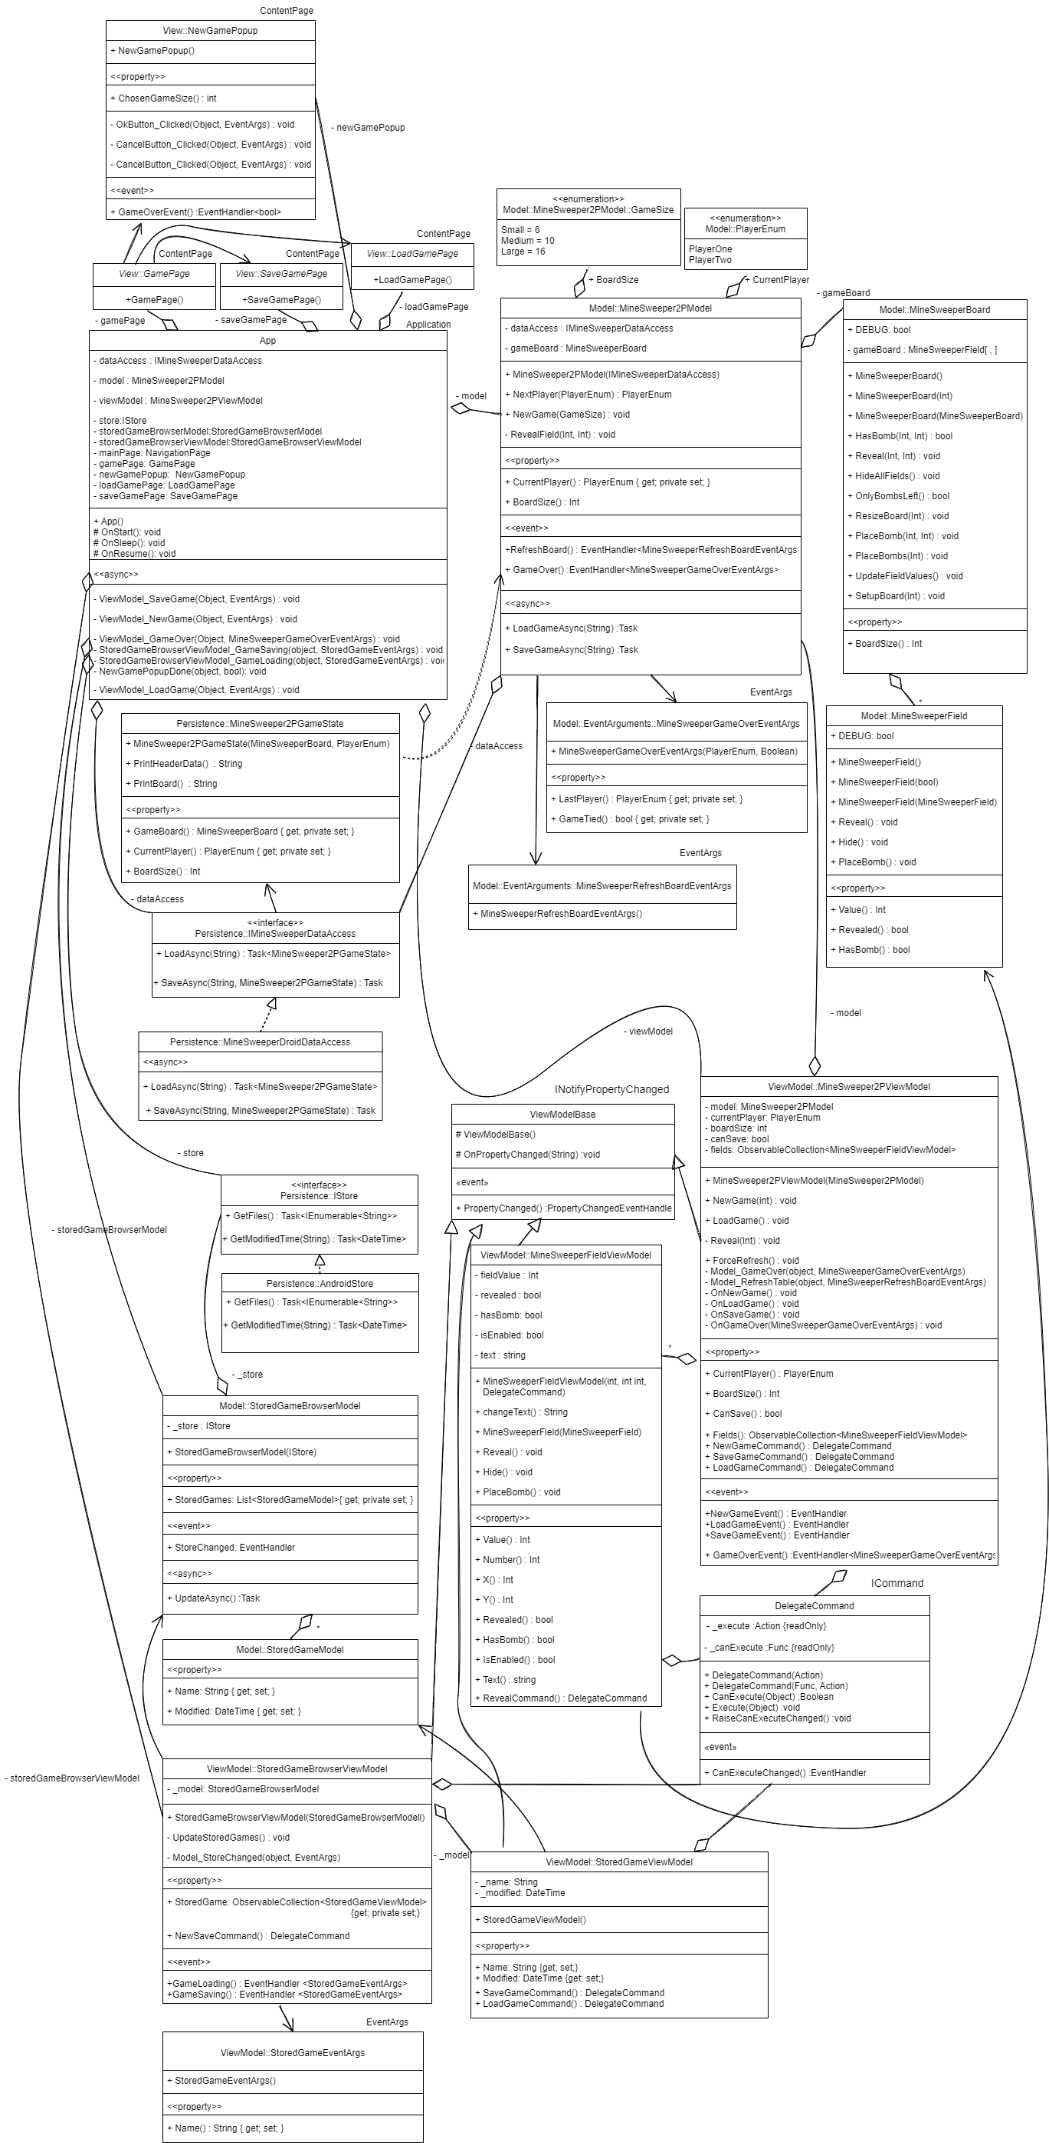 ContentPage
View::NewGamePopup
+ NewGamePopup()
<<property>>
+ ChosenGameSize() : int
- OkButton_Clicked(Object, EventArgs) : void
- CancelButton_Clicked(Object, EventArgs) : void
- CancelButton_Clicked(Object, EventArgs) : void
<<event>>
+ GameOverEvent() :EventHandler<bool>
- newGamePopup
ContentPage
View::GamePage
+GamePage()
- gamePage
ContentPage
View::SaveGamePage
+SaveGamePage()
- saveGamePage
ContentPage
View::LoadGamePage
+LoadGamePage()
- loadGamePage
Application
App
- dataAccess : IMineSweeperDataAccess
- model : MineSweeper2PModel
- viewModel : MineSweeper2PViewModel
- store:IStore
- storedGameBrowserModel:StoredGameBrowserModel
- storedGameBrowserViewModel:StoredGameBrowserViewModel
- mainPage: NavigationPage
- gamePage: GamePage
- newGamePopup: NewGamePopup
- loadGamePage: LoadGamePage
- saveGamePage: SaveGamePage
+ App()
# OnStart(): void
# OnSleep(): void
# OnResume(): void
<<async>>
- ViewModel_SaveGame(Object, EventArgs) : void
- ViewModel_NewGame(Object, EventArgs) : void
- ViewModel_GameOver(Object, MineSweeperGameOverEventArgs) : void
- StoredGameBrowserViewModel_GameSaving(object, StoredGameEventArgs) : void
- StoredGameBrowserViewModel_GameLoading(object, StoredGameEventArgs) : voi
- NewGamePopupDone(object, bool): void
- ViewModel_LoadGame(Object, EventArgs) : void
- model
<<enumeration>>
Model::MineSweeper2PModel::GameSize
Small = 6
Medium = 10
Large = 16
+ BoardSize
<<enumeration>>
Model::PlayerEnum
PlayerOne
PlayerTwo
+ CurrentPlayer
- gameBoard
Model::MineSweeper2PModel
- dataAccess : IMineSweeperDataAccess
- gameBoard : MineSweeperBoard
+ MineSweeper2PModel(IMineSweeperDataAccess)
+ NextPlayer(PlayerEnum) : PlayerEnum
+ NewGame(GameSize) : void
- RevealField(Int, Int) : void
<<property>>
+ CurrentPlayer() : PlayerEnum { get; private set; }
+ BoardSize() : Int
<<event>>
+RefreshBoard() : EventHandler<MineSweeperRefreshBoardEventArgs
+ GameOver() :EventHandler<MineSweeperGameOverEventArgs>
<<async>>
+ LoadGameAsync(String) :Task
+ SaveGameAsync(String) :Task
Model::MineSweeperBoard
+ DEBUG: bool
- gameBoard : MineSweeperField[ , ]
+ MineSweeperBoard()
+ MineSweeperBoard(Int)
+ MineSweeperBoard(MineSweeperBoard)
+ HasBomb(Int, Int) : bool
+ Reveal(Int, Int) : void
+ HideAllFields() : void
+ OnlyBombsLeft() : bool
+ ResizeBoard(Int) : void
+ PlaceBomb(Int, Int) : void
+ PlaceBombs(Int) : void
+ UpdateFieldValues() : void
+ SetupBoard(Int) : void
<<property>>
+ BoardSize() : Int
*
Model::MineSweeperField
+ DEBUG: bool
+ MineSweeperField()
+ MineSweeperField(bool)
+ MineSweeperField(MineSweeperField)
+ Reveal() : void
+ Hide() : void
+ PlaceBomb() : void
<<property>>
+ Value() : Int
+ Revealed() : bool
+ HasBomb() : bool
EventArgs
Model::EventArguments::MineSweeperGameOverEventArgs
+ MineSweeperGameOverEventArgs(PlayerEnum, Boolean)
<<property>>
+ LastPlayer() : PlayerEnum { get; private set; }
+ GameTied() : bool { get; private set; }
EventArgs
Model::EventArguments::MineSweeperRefreshBoardEventArgs
+ MineSweeperRefreshBoardEventArgs()
- dataAccess
Persistence::MineSweeper2PGameState
+ MineSweeper2PGameState(MineSweeperBoard, PlayerEnum)
+ PrintHeaderData() : String
+ PrintBoard() : String
<<property>>
+ GameBoard() : MineSweeperBoard { get; private set; }
+ CurrentPlayer() : PlayerEnum { get; private set; }
+ BoardSize() : Int
- dataAccess
<<interface>>
Persistence::IMineSweeperDataAccess
+ LoadAsync(String) : Task<MineSweeper2PGameState>
+ SaveAsync(String, MineSweeper2PGameState) : Task
Persistence::MineSweeperDroidDataAccess
<<async>>
+ LoadAsync(String) : Task<MineSweeper2PGameState>
+ SaveAsync(String, MineSweeper2PGameState) : Task
- viewModel
- model
- store
<<interface>>
Persistence::IStore
+ GetFiles() : Task<IEnumerable<String>>
+ GetModifiedTime(String) : Task<DateTime>
- storedGameBrowserModel
Persistence::AndroidStore
+ GetFiles() : Task<IEnumerable<String>>
+ GetModifiedTime(String) : Task<DateTime>
- _store
INotifyPropertyChanged
ViewModelBase
# ViewModelBase()
# OnPropertyChanged(String) :void
«event»
+ PropertyChanged() :PropertyChangedEventHandle
ViewModel::MineSweeper2PViewModel
- model: MineSweeper2PModel
- currentPlayer: PlayerEnum
- boardSize: int
- canSave: bool
- fields: ObservableCollection<MineSweeperFieldViewModel>
+ MineSweeper2PViewModel(MineSweeper2PModel)
+ NewGame(int) : void
+ LoadGame() : void
- Reveal(Int) : void
+ ForceRefresh() : void
- Model_GameOver(object, MineSweeperGameOverEventArgs)
- Model_RefreshTable(object, MineSweeperRefreshBoardEventArgs)
- OnNewGame() : void
- OnLoadGame() : void
- OnSaveGame() : void
- OnGameOver(MineSweeperGameOverEventArgs) : void
<<property>>
+ CurrentPlayer() : PlayerEnum
+ BoardSize() : Int
+ CanSave() : bool
+ Fields(): ObservableCollection<MineSweeperFieldViewModel>
+ NewGameCommand() : DelegateCommand
+ SaveGameCommand() : DelegateCommand
+ LoadGameCommand() : DelegateCommand
<<event>>
+NewGameEvent() : EventHandler
+LoadGameEvent() : EventHandler
+SaveGameEvent() : EventHandler
+ GameOverEvent() :EventHandler<MineSweeperGameOverEventArgs
ViewModel::MineSweeperFieldViewModel
- fieldValue : Int
- revealed : bool
- hasBomb: bool
- isEnabled: bool
- text : string
+ MineSweeperFieldViewModel(int, int int,
DelegateCommand)
+ changeText() : String
+ MineSweeperField(MineSweeperField)
+ Reveal() : void
+ Hide() : void
+ PlaceBomb() : void
<<property>>
+ Value() : Int
+ Number() : Int
+ X() : Int
+ Y() : Int
+ Revealed() : bool
+ HasBomb() : bool
+ IsEnabled() : bool
+ Text() : string
+ RevealCommand() : DelegateCommand
*
Model::StoredGameBrowserModel
- _store : IStore
+ StoredGameBrowserModel(IStore)
<<property>>
+ StoredGames: List<StoredGameModel>{ get; private set; }
<<event>>
+ StoreChanged: EventHandler
<<async>>
+ UpdateAsync() :Task
*
Model::StoredGameModel
<<property>>
+ Name: String { get; set; }
+ Modified: DateTime { get; set; }
ICommand
DelegateCommand
- _execute :Action {readOnly}
- _canExecute :Func {readOnly}
+ DelegateCommand(Action)
+ DelegateCommand(Func, Action)
+ CanExecute(Object) :Boolean
+ Execute(Object) :void
+ RaiseCanExecuteChanged() :void
«event»
+ CanExecuteChanged() :EventHandler
- storedGameBrowserViewModel
ViewModel::StoredGameBrowserViewModel
- _model: StoredGameBrowserModel
+ StoredGameBrowserViewModel(StoredGameBrowserModell)
- UpdateStoredGames() : void
- Model_StoreChanged(object, EventArgs)
<<property>>
+ StoredGame: ObservableCollection<StoredGameViewModel>
{get; private set;}
+ NewSaveCommand() : DelegateCommand
<<event>>
+GameLoading() : EventHandler <StoredGameEventArgs>
+GameSaving() : EventHandler <StoredGameEventArgs>
- _model
ViewModel::StoredGameViewModel
- _name: String
- _modified: DateTime
+ StoredGameViewModel()
<<property>>
+ Name: String {get; set;}
+ Modified: DateTime {get; set;}
+ SaveGameCommand() : DelegateCommand
+ LoadGameCommand() : DelegateCommand
EventArgs
ViewModel::StoredGameEventArgs
+ StoredGameEventArgs()
<<property>>
+ Name() : String { get; set; }